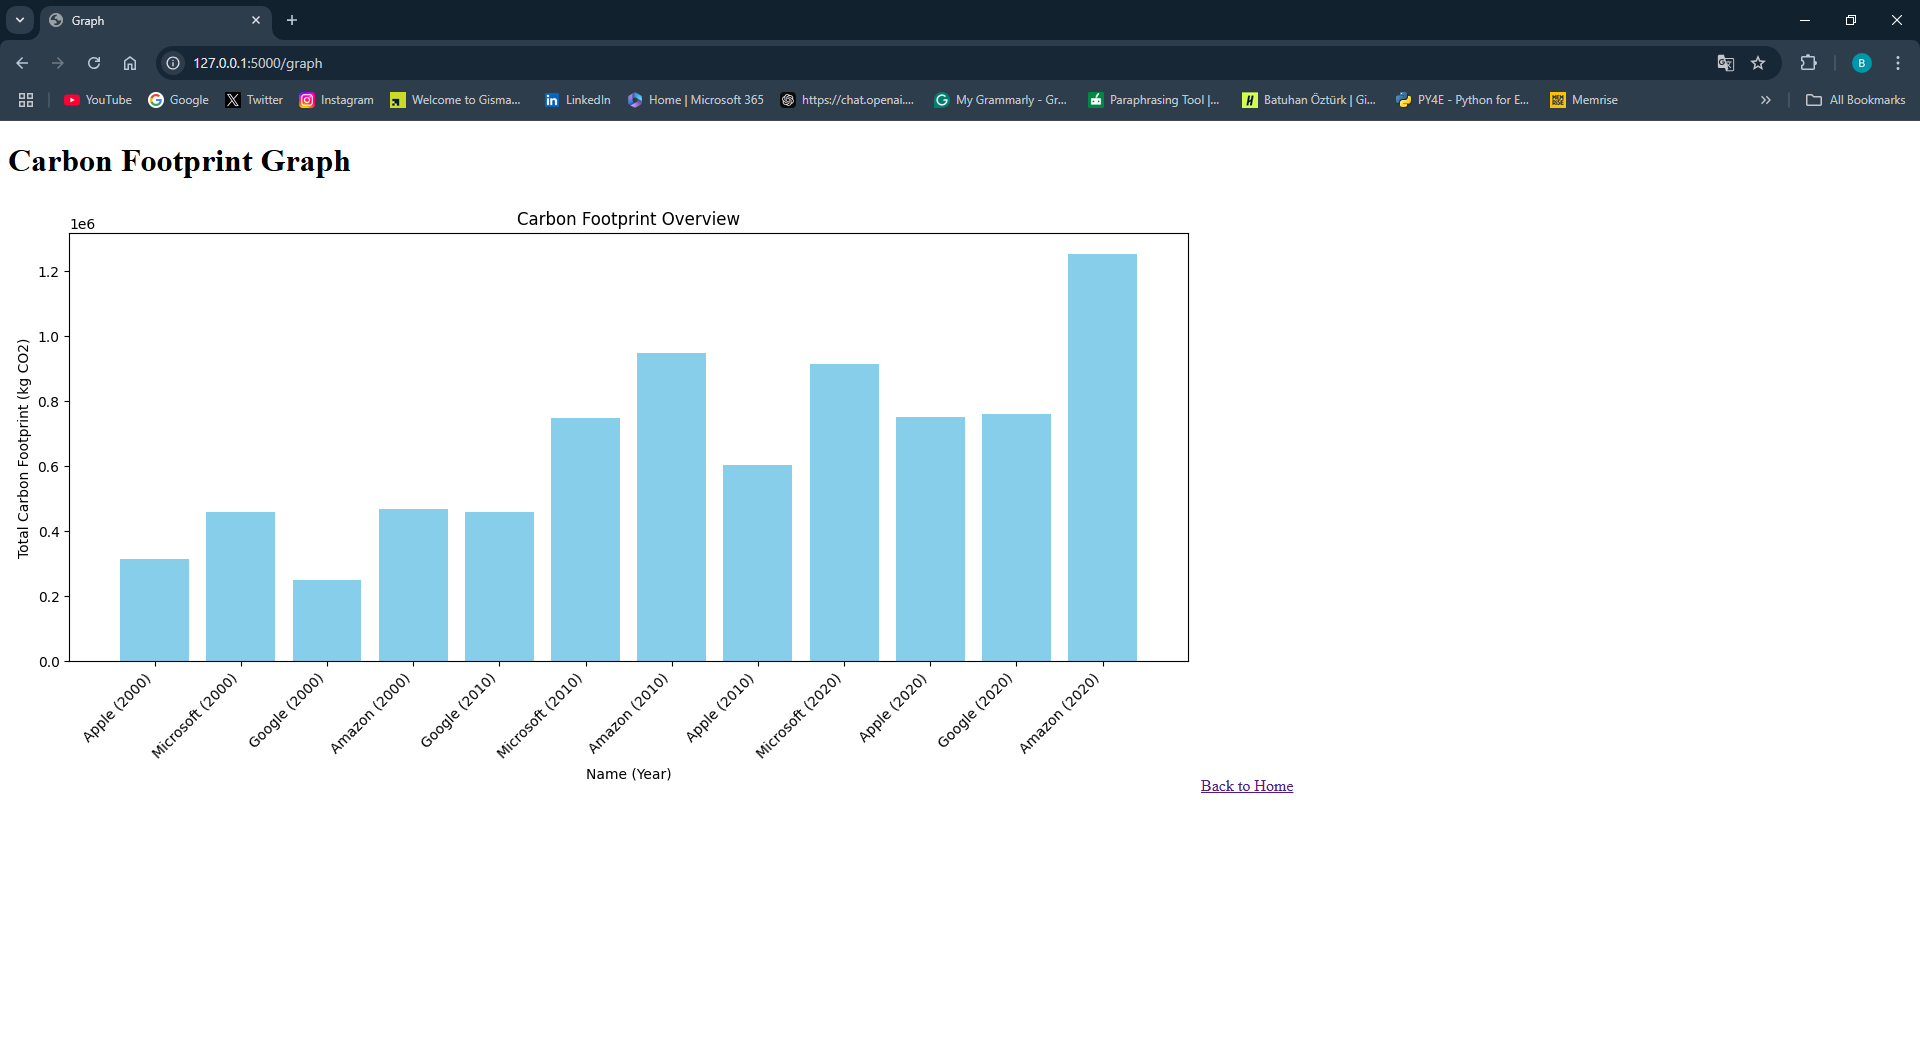 Graph
127.0.0.1:5000/graph
B
YouTube Google Twitter Instagram Welcome to Gisma... LinkedIn Home | Microsoft 365 https://chat.openai.... My Grammarly - Gr... Paraphrasing Tool |... Batuhan Öztürk | Gi... PY4E - Python for E... Memrise All Bookmarks
Carbon Footprint Graph
Carbon Footprint Overview
1e6
1.2
1.0
0.8
0.6
0.4
0.2
0.0
Total Carbon Footprint (kg CO2)
Apple (2000)
Microsoft (2000)
Google (2000)
Amazon (2000)
Google (2010)
Microsoft (2010)
Amazon (2010)
Apple (2010)
Microsoft (2020)
Apple (2020)
Google (2020)
Amazon (2020)
Name (Year)
Back to Home